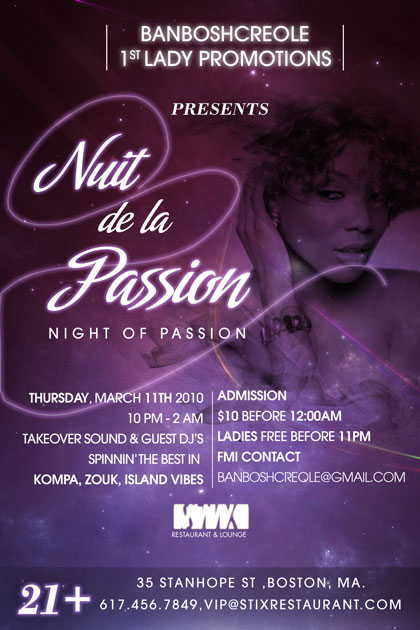 BANBOSHCREOLE
1ST LADY PROMOTIONS
PRESENTS
Nuit
de la
Passion
NIGHT OF PASSION
THURSDAY, MARCH 11TH 2010
10 PM - 2 AM
TAKEOVER SOUND & GUEST DJ'S
SPINNIN' THE BEST IN
KOMPA, ZOUK, ISLAND VIBES
ADMISSION
$10 BEFORE 12:00AM
LADIES FREE BEFORE 11PM
FMI CONTACT
BANBOSHCREOLE@GMAIL.COM
RESTAURANT & LOUNGE
21+
35 STANHOPE ST ,BOSTON, MA.
617.456.7849,VIP@STIXRESTAURANT.COM